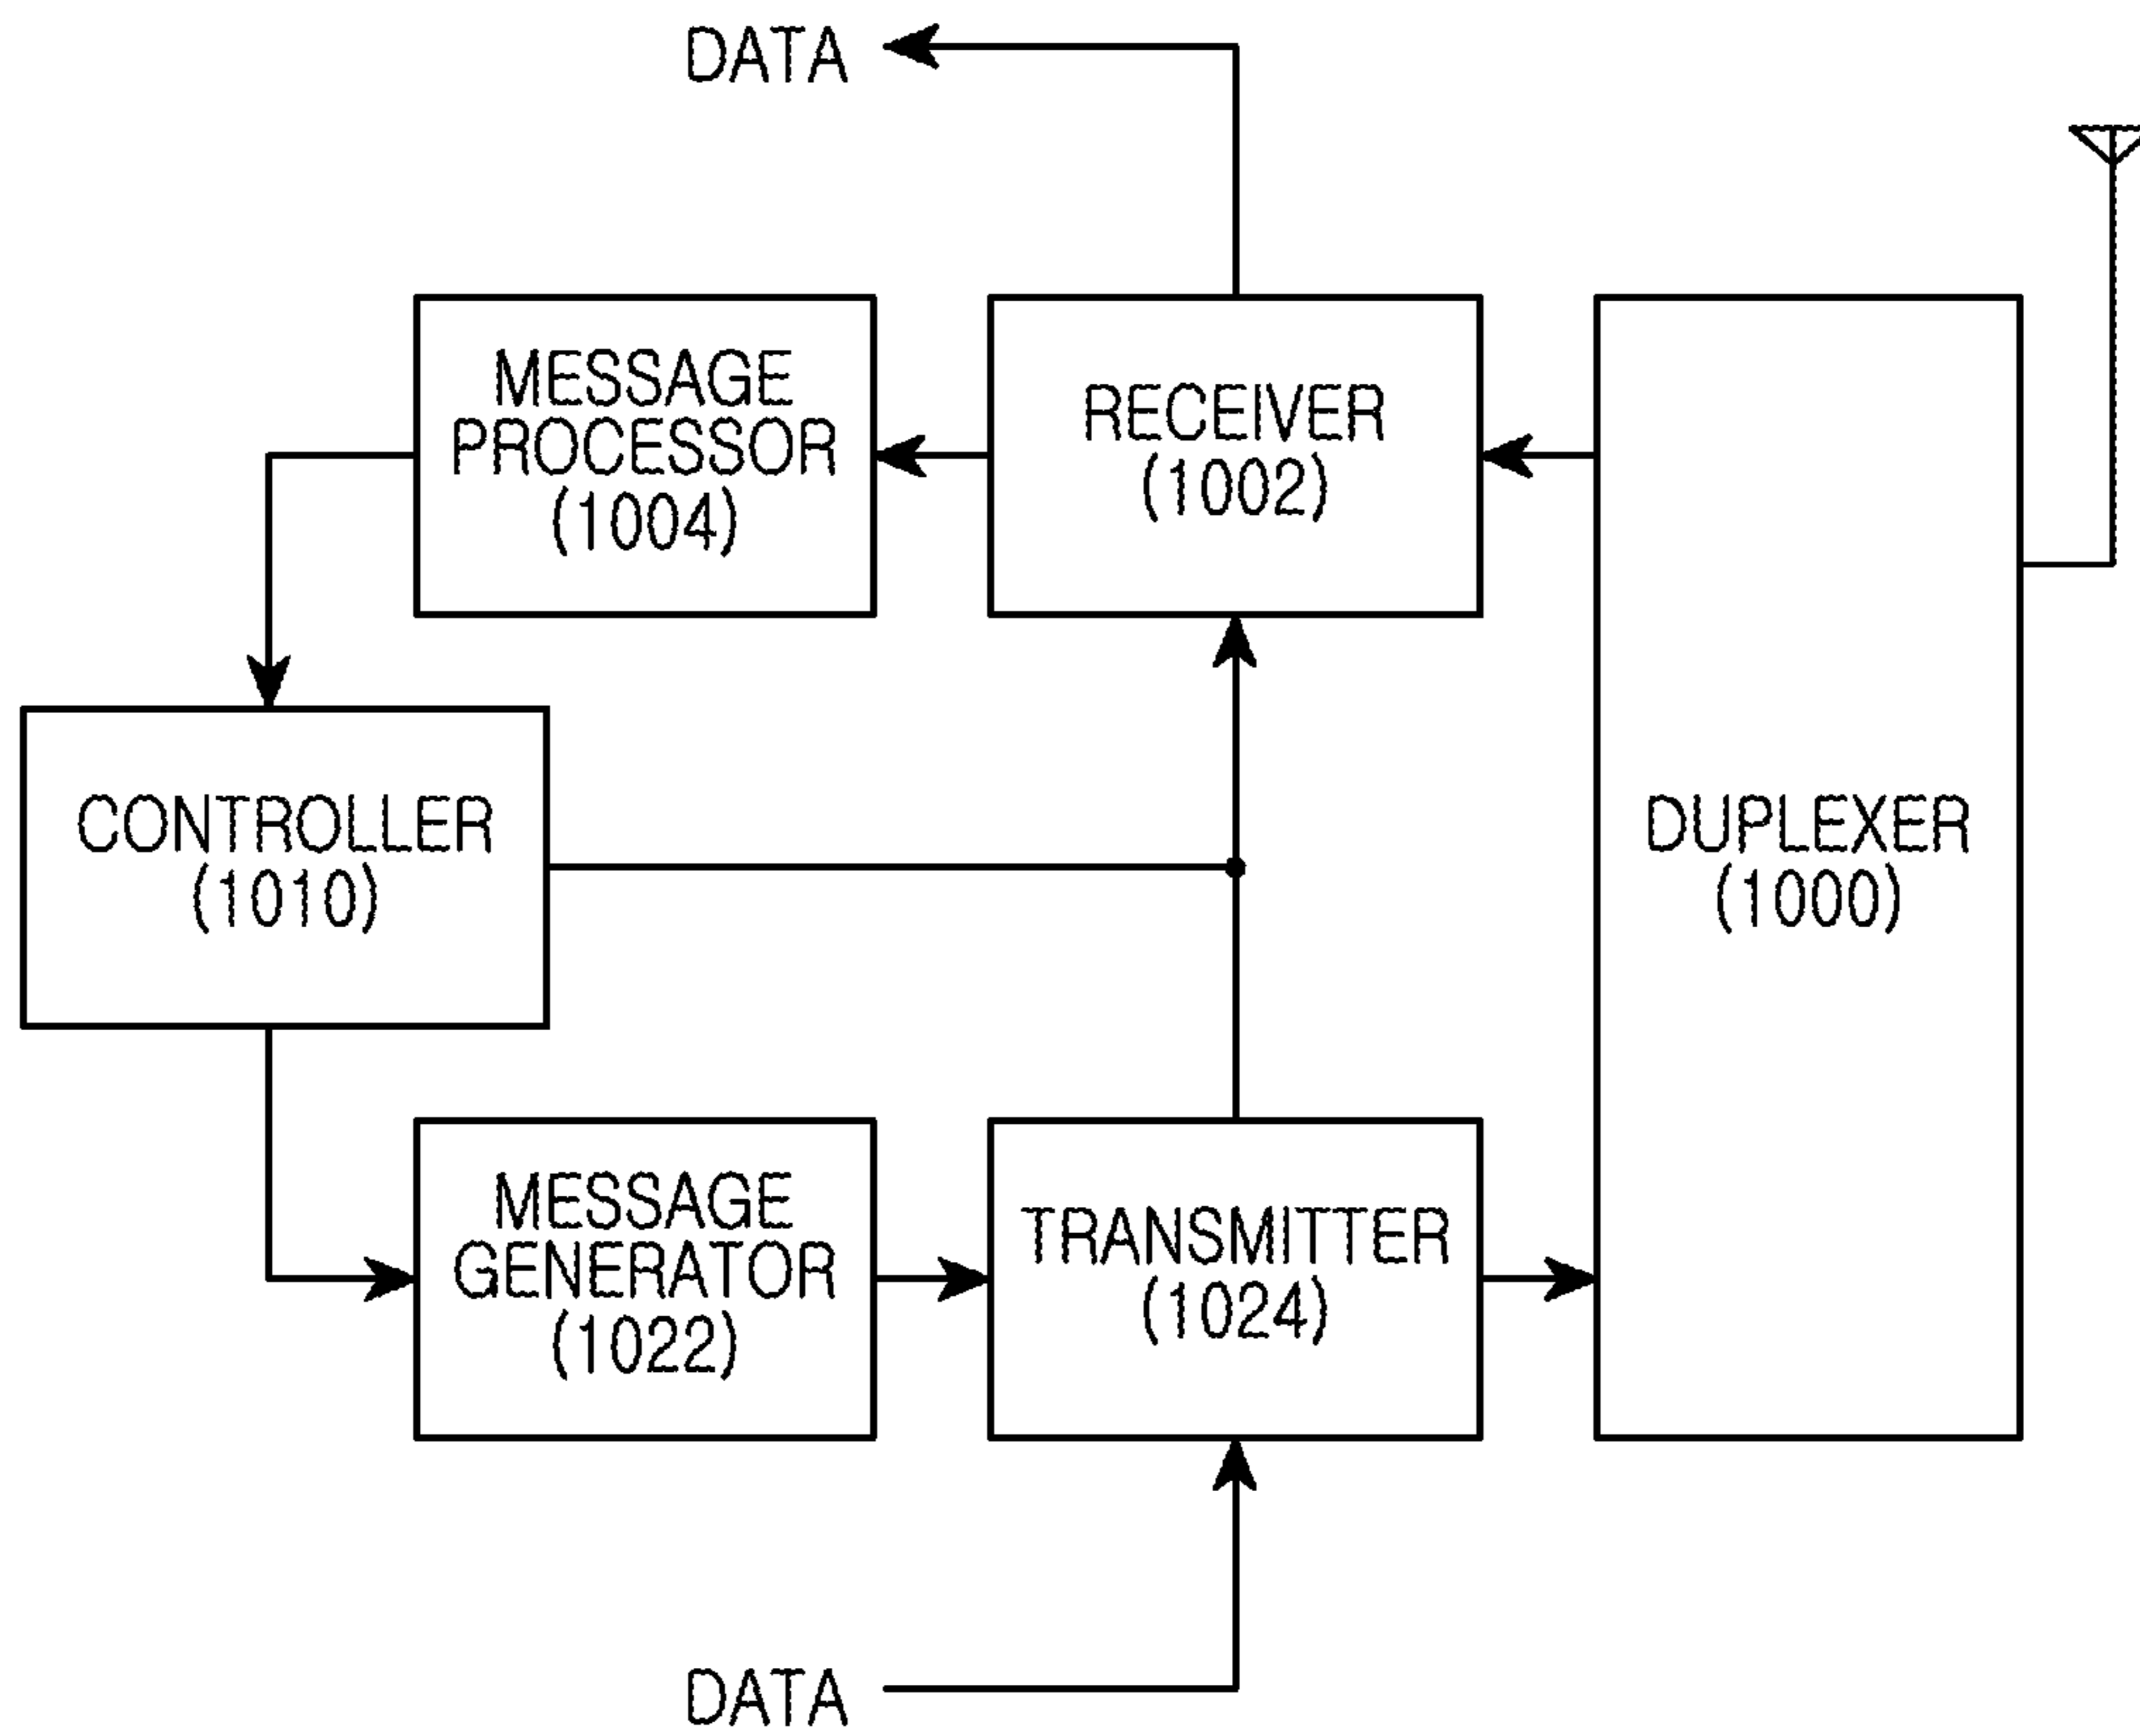 DATA
MESSAGE
PROCESSOR
(1004)
RECEIVER
(1002)
CONTROLLER
(1010)
DUPLEXER
(1000)
MESSAGE
GENERATOR
(1022)
TRANSMITTER
(1024)
DATA